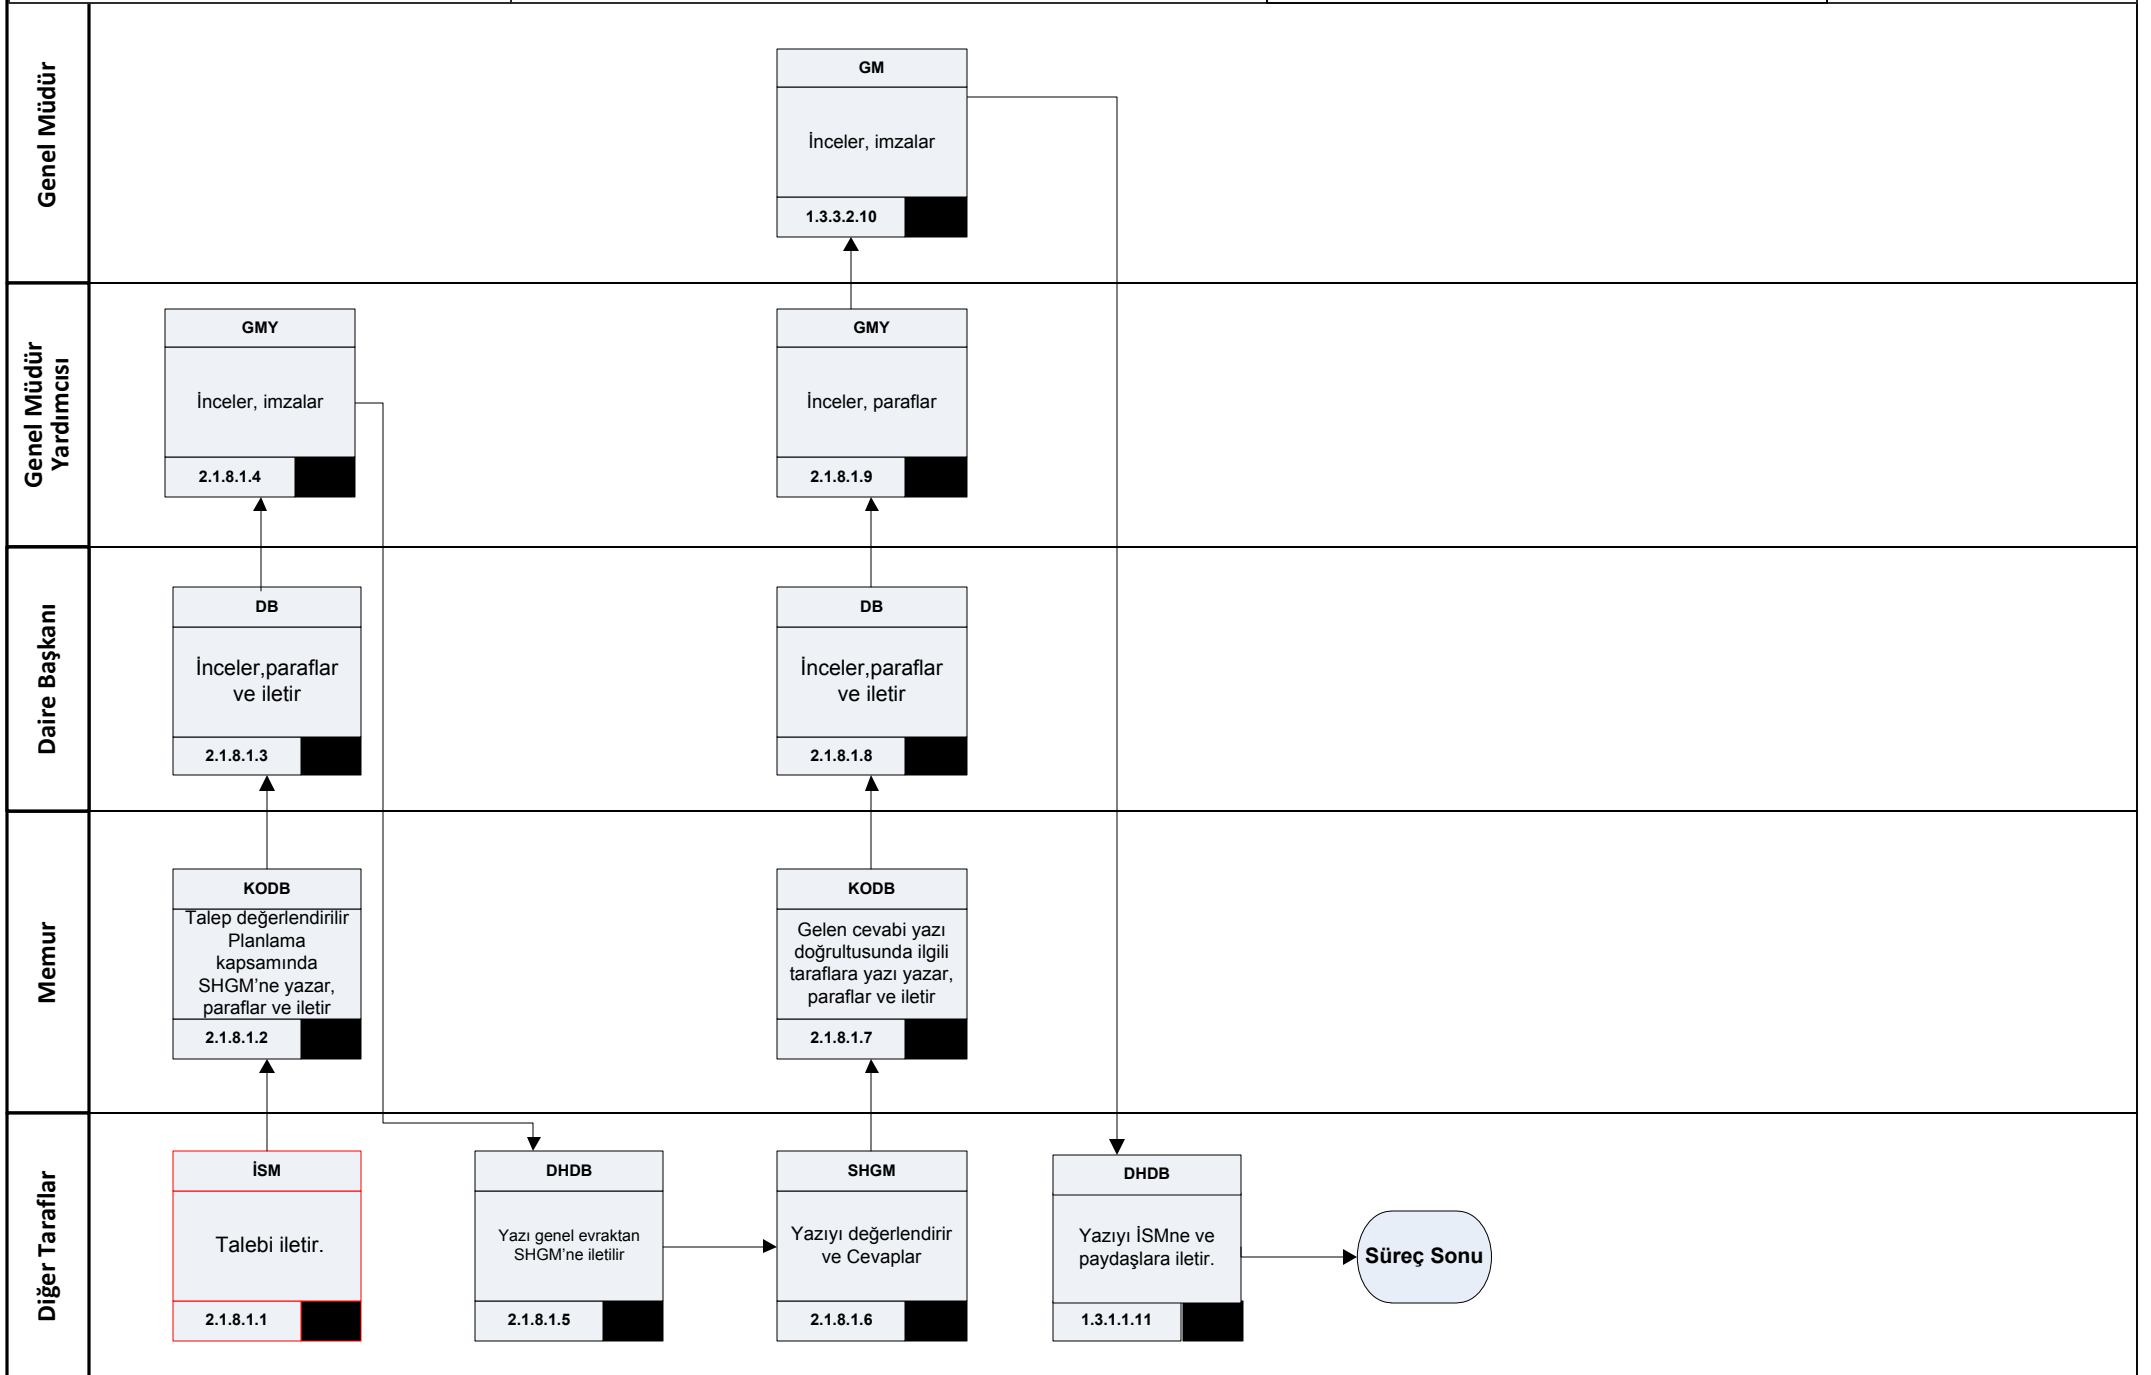 Genel Müdür
GM
İnceler, imzalar
1.3.3.2.10
Genel Müdür
Yardımcısı
GMY
İnceler, imzalar
2.1.8.1.4
GMY
İnceler, paraflar
2.1.8.1.9
Daire Başkanı
DB
İnceler,paraflar
ve iletir
2.1.8.1.3
DB
İnceler,paraflar
ve iletir
2.1.8.1.8
Memur
KODB
Talep değerlendirilir
Planlama
kapsamında
SHGM’ne yazar,
paraflar ve iletir
2.1.8.1.2
KODB
Gelen cevabi yazı
doğrultusunda ilgili
taraflara yazı yazar,
paraflar ve iletir
2.1.8.1.7
Diğer Taraflar
İSM
Talebi iletir.
2.1.8.1.1
DHDB
Yazı genel evraktan
SHGM’ne iletilir
2.1.8.1.5
SHGM
Yazıyı değerlendirir
ve Cevaplar
2.1.8.1.6
DHDB
Yazıyı İSMne ve
paydaşlara iletir.
1.3.1.1.11
Süreç Sonu